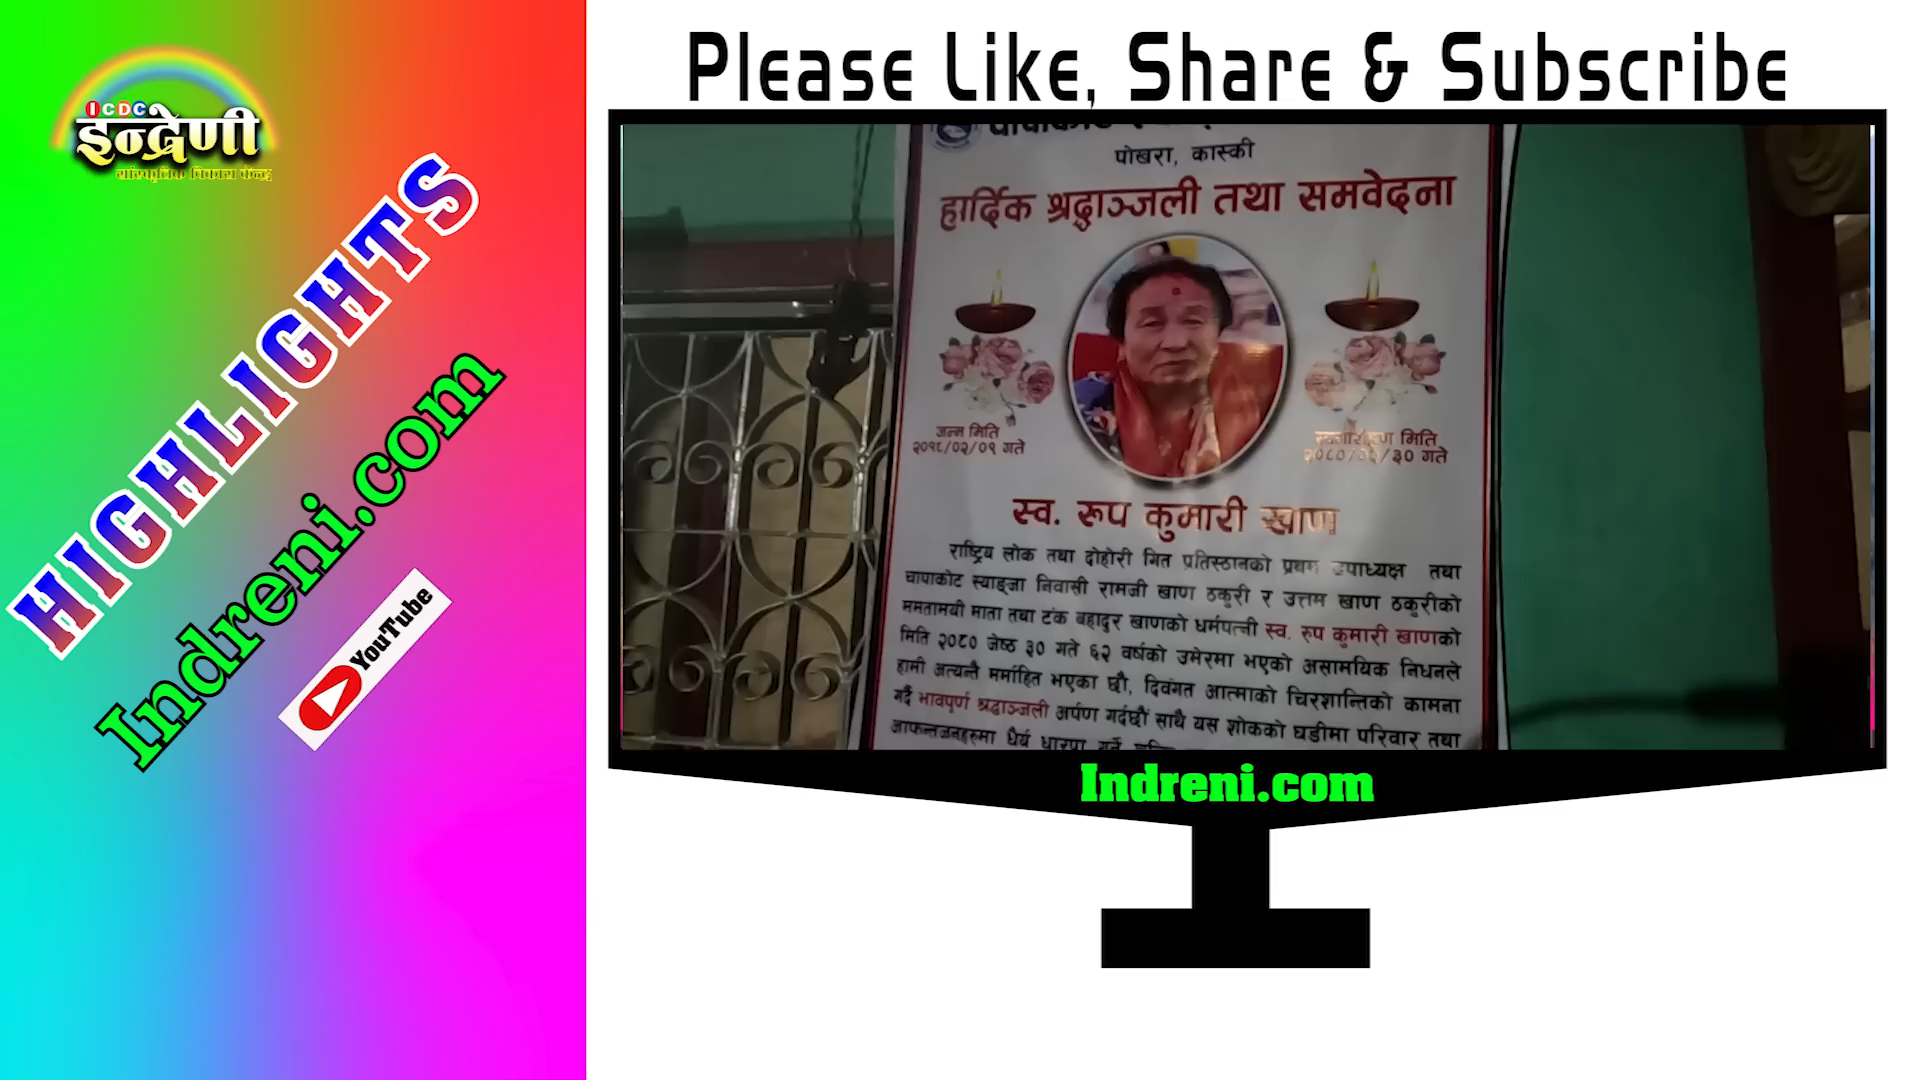 Please Like, Share & Subscribe
ICDC
इन्द्रेणी
सांस्कृतिक विकास केन्द्र
HIGHLIGHTS
Indreni.com
YouTube
पोखरा, कास्की
हार्दिक श्रद्धाञ्जली तथा समवेदना
जन्म मिति
२०१८/०२/०९ गते
मिति
३० गते
स्व. रूप कुमारी खाण
राष्ट्रिय लोक तथा दोहोरी गित प्रतिस्ठानको प्रथम उपाध्यक्ष तथा
चापाकोट स्याङ्जा निवासी रामजी खाण ठकुरी र उत्तम खाण ठकुरीको
ममतामयी माता तथा टंक बहादुर खाणको धर्मपत्नी स्व. रुप कुमारी खाणको
मिति २०८० जेष्ठ ३० गते ६२ वर्षको उमेरमा भएको असामयिक निधनले
हामी अत्यन्तै मर्माहित भएका छौ, दिवंगत आत्माको चिरशान्तिको कामना
गर्दै भावपूर्ण श्रद्धाञ्जली अर्पण गर्दछौं साथै यस शोकको घडीमा परिवार तथा
आफन्तजनहरुमा धैर्य धारण गर्ने
Indreni.com